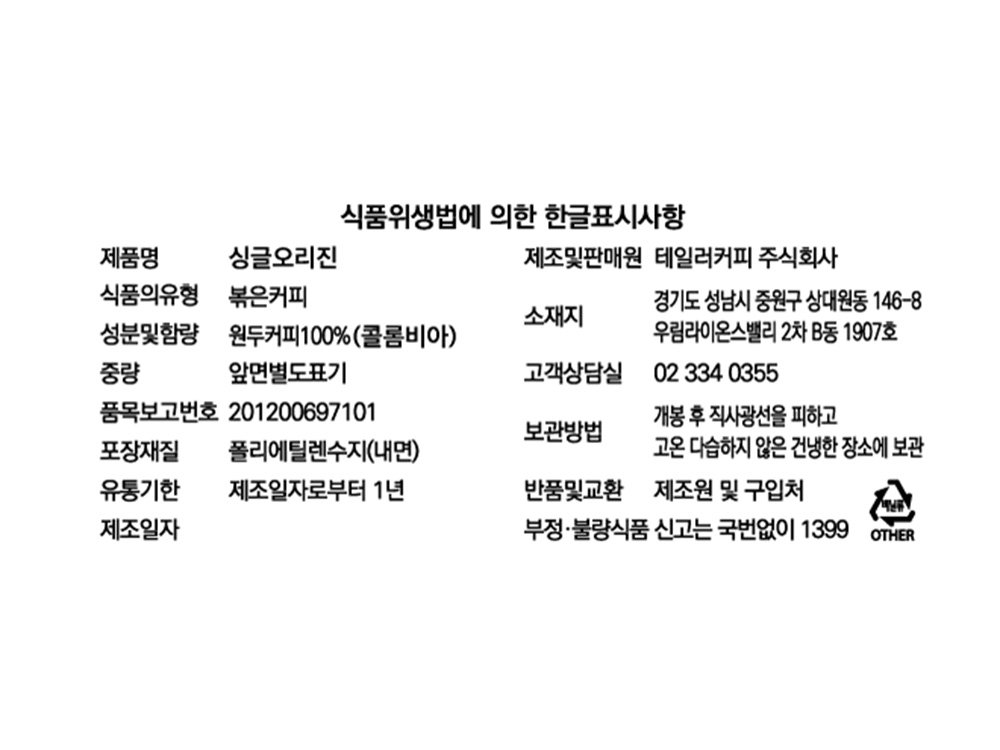 식품위생법에 의한 한글표시사항
제품명 싱글오리진
식품의유형 볶은커피
성분및함량 원두커피100%(콜롬비아)
중량 앞면별도표기
품목보고번호 201200697101
포장재질 폴리에틸렌수지(내면)
유통기한 제조일자로부터 1년
제조일자
제조및판매원 테일러커피 주식회사
소재지 경기도 성남시 중원구 상대원동 146-8
우림라이온스밸리 2차 B동 1907호
고객상담실 02 334 0355
보관방법 개봉 후 직사광선을 피하고
고온 다습하지 않은 건냉한 장소에 보관
반품및교환 제조원 및 구입처
부정·불량식품 신고는 국번없이 1399
비닐류
OTHER